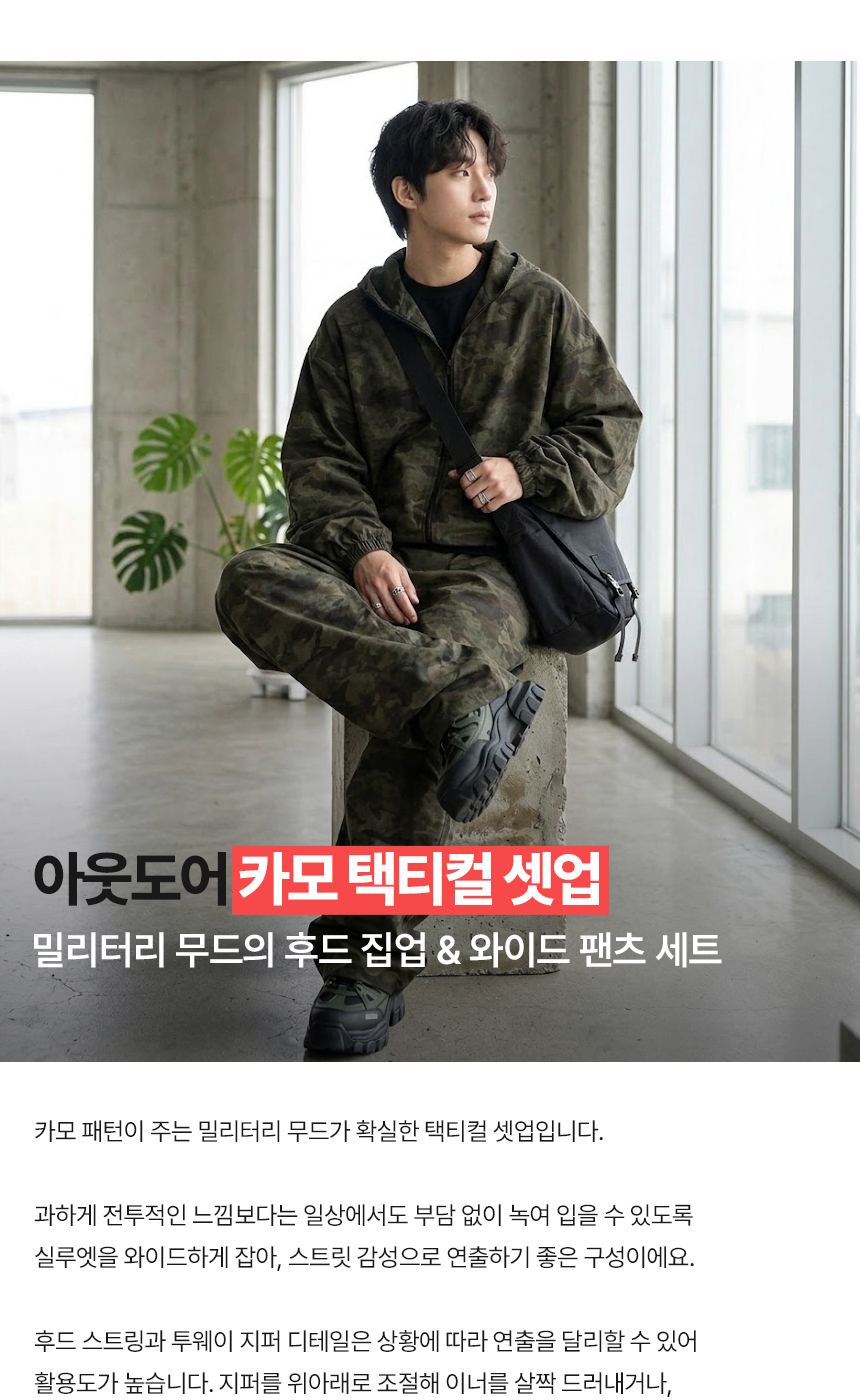 아웃도어 카모 택티컬 셋업
밀리터리 무드의 후드 집업 & 와이드 팬츠 세트
카모 패턴이 주는 밀리터리 무드가 확실한 택티컬 셋업입니다.
과하게 전투적인 느낌보다는 일상에서도 부담 없이 녹여 입을 수 있도록
실루엣을 와이드하게 잡아, 스트릿 감성으로 연출하기 좋은 구성이에요.
후드 스트링과 투웨이 지퍼 디테일은 상황에 따라 연출을 달리할 수 있어
활용도가 높습니다. 지퍼를 위아래로 조절해 이너를 살짝 드러내거나,